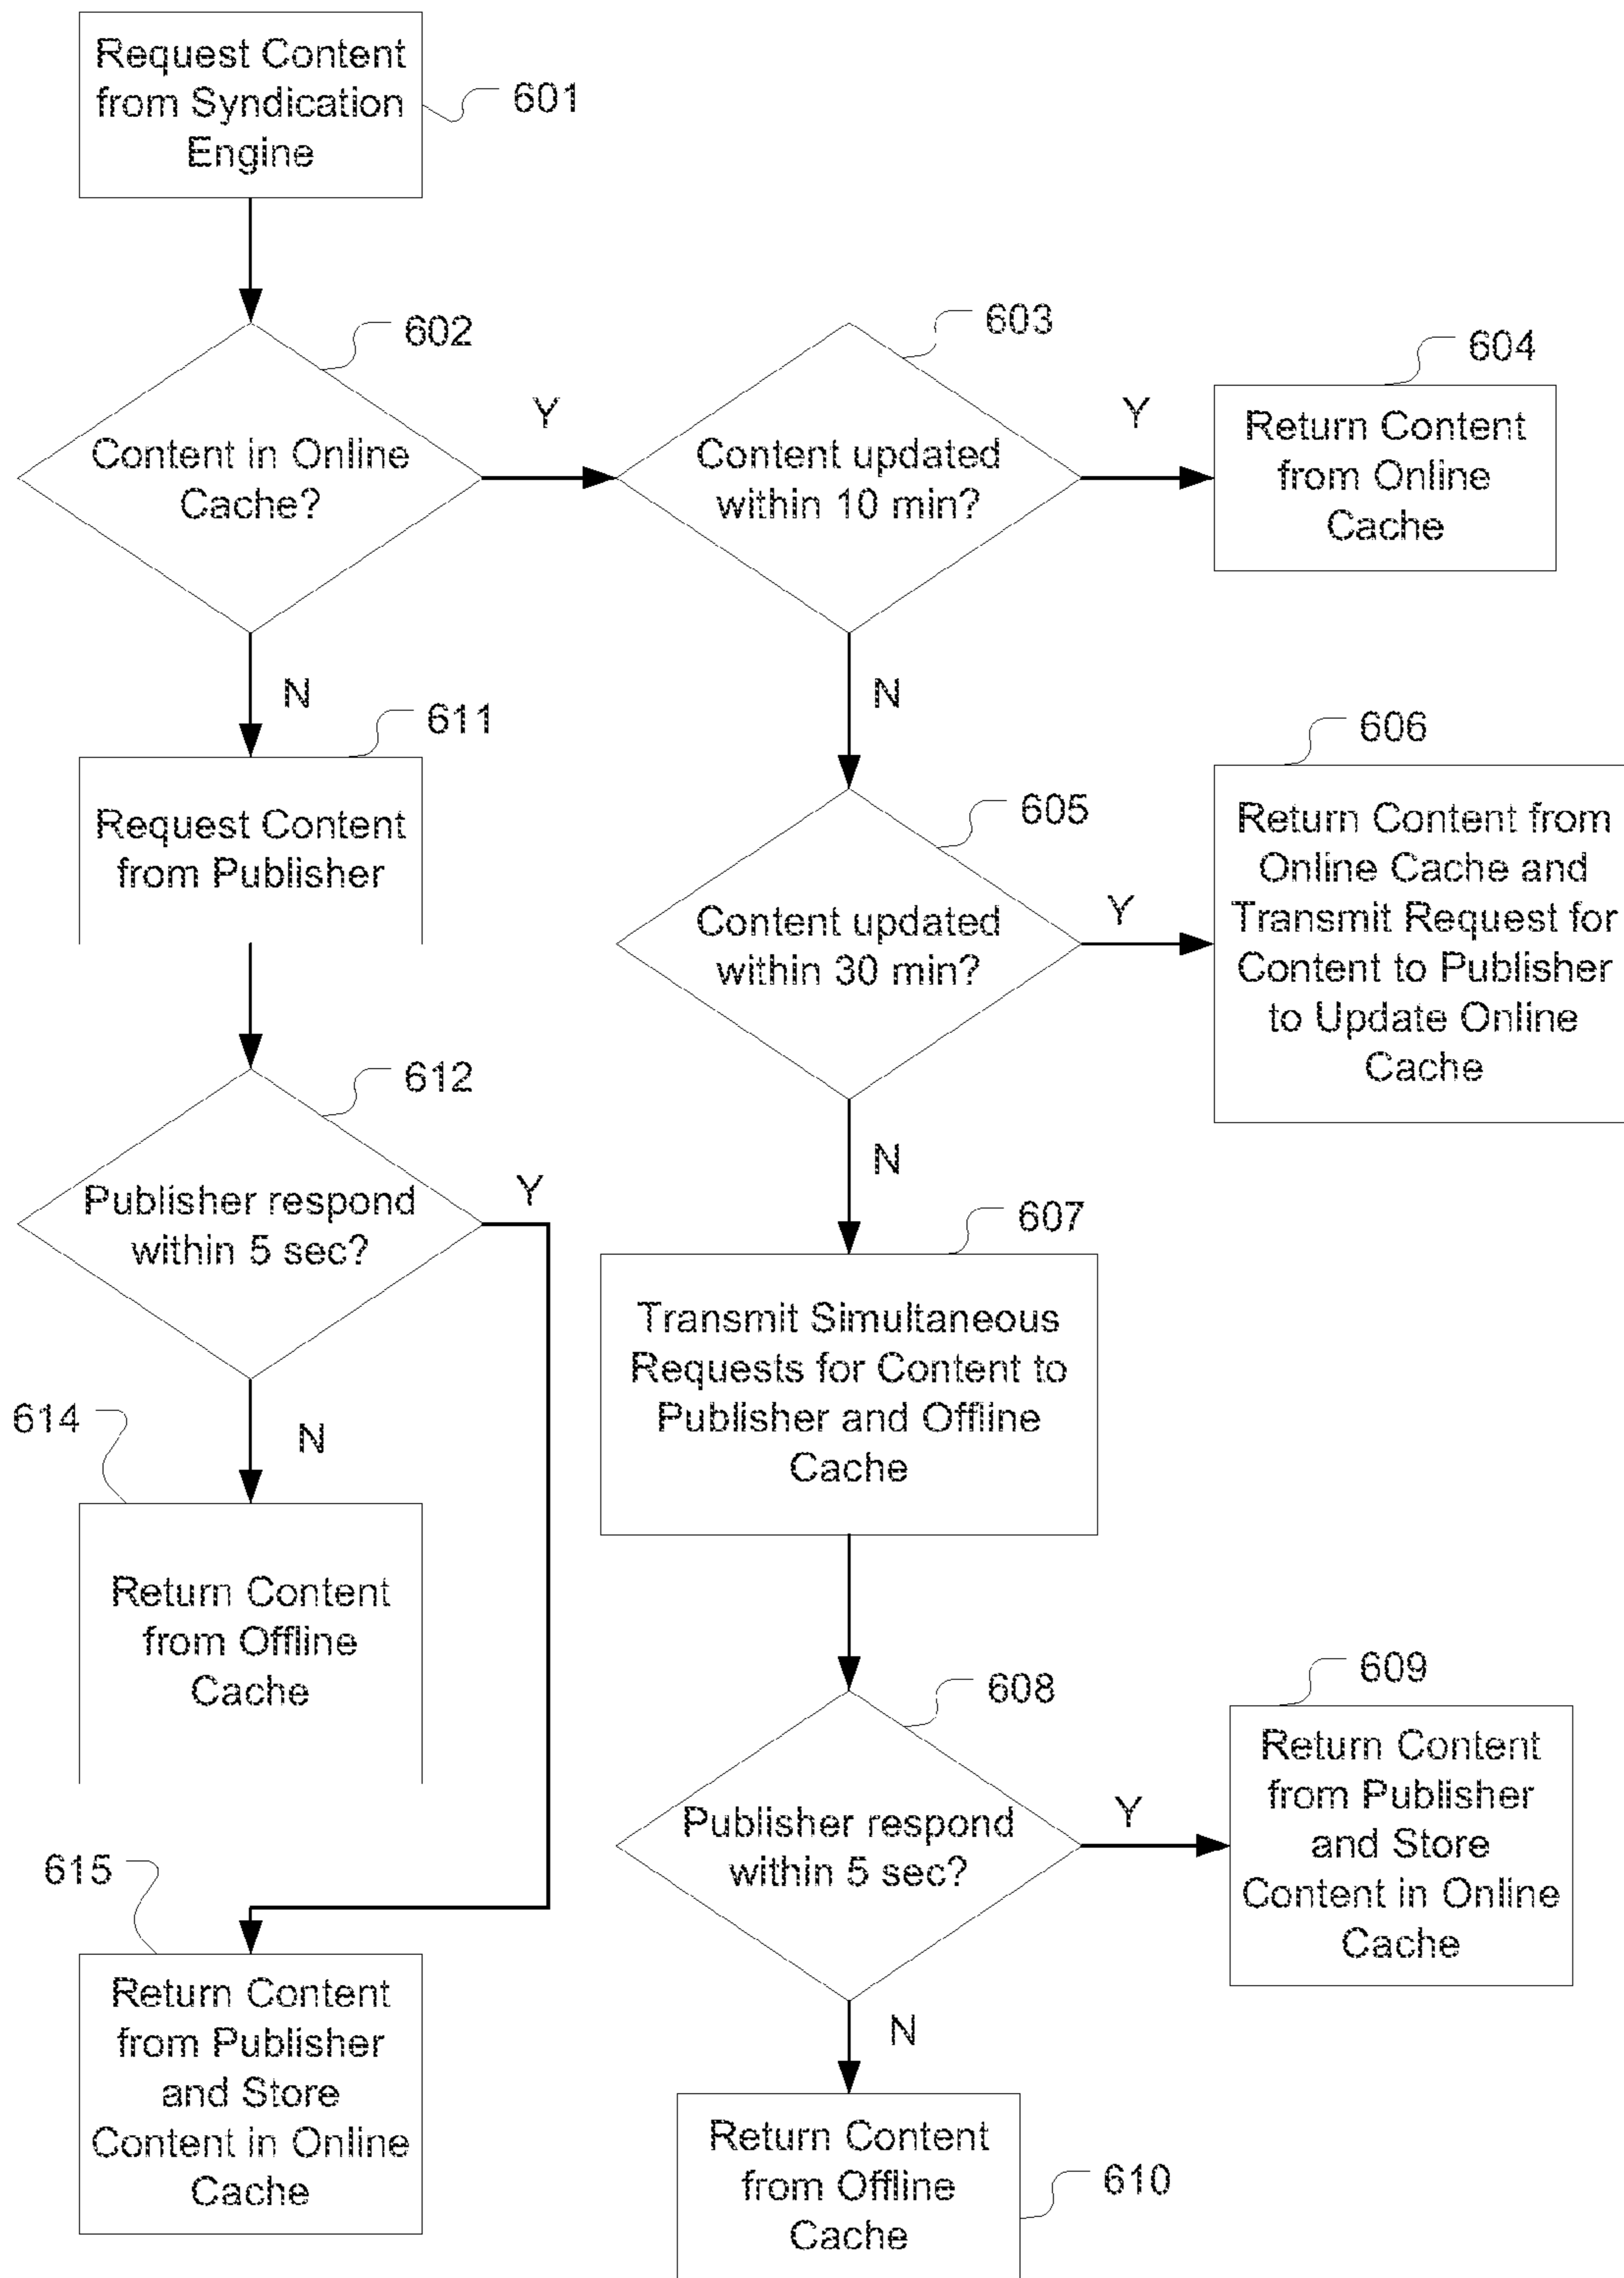 Request Content
from Syndication
Engine
601
602
Content in Online
Cache?
Y
N
603
Content updated
within 10 min?
Y
N
604
Return Content
from Online
Cache
605
Content updated
within 30 min?
Y
N
606
Return Content from
Online Cache and
Transmit Request for
Content to Publisher
to Update Online
Cache
607
Transmit Simultaneous
Requests for Content to
Publisher and Offline
Cache
608
Publisher respond
within 5 sec?
Y
N
609
Return Content
from Publisher
and Store
Content in Online
Cache
Return Content
from Offline
Cache
610
611
Request Content
from Publisher
612
Publisher respond
within 5 sec?
Y
N
614
Return Content
from Offline
Cache
615
Return Content
from Publisher
and Store
Content in Online
Cache